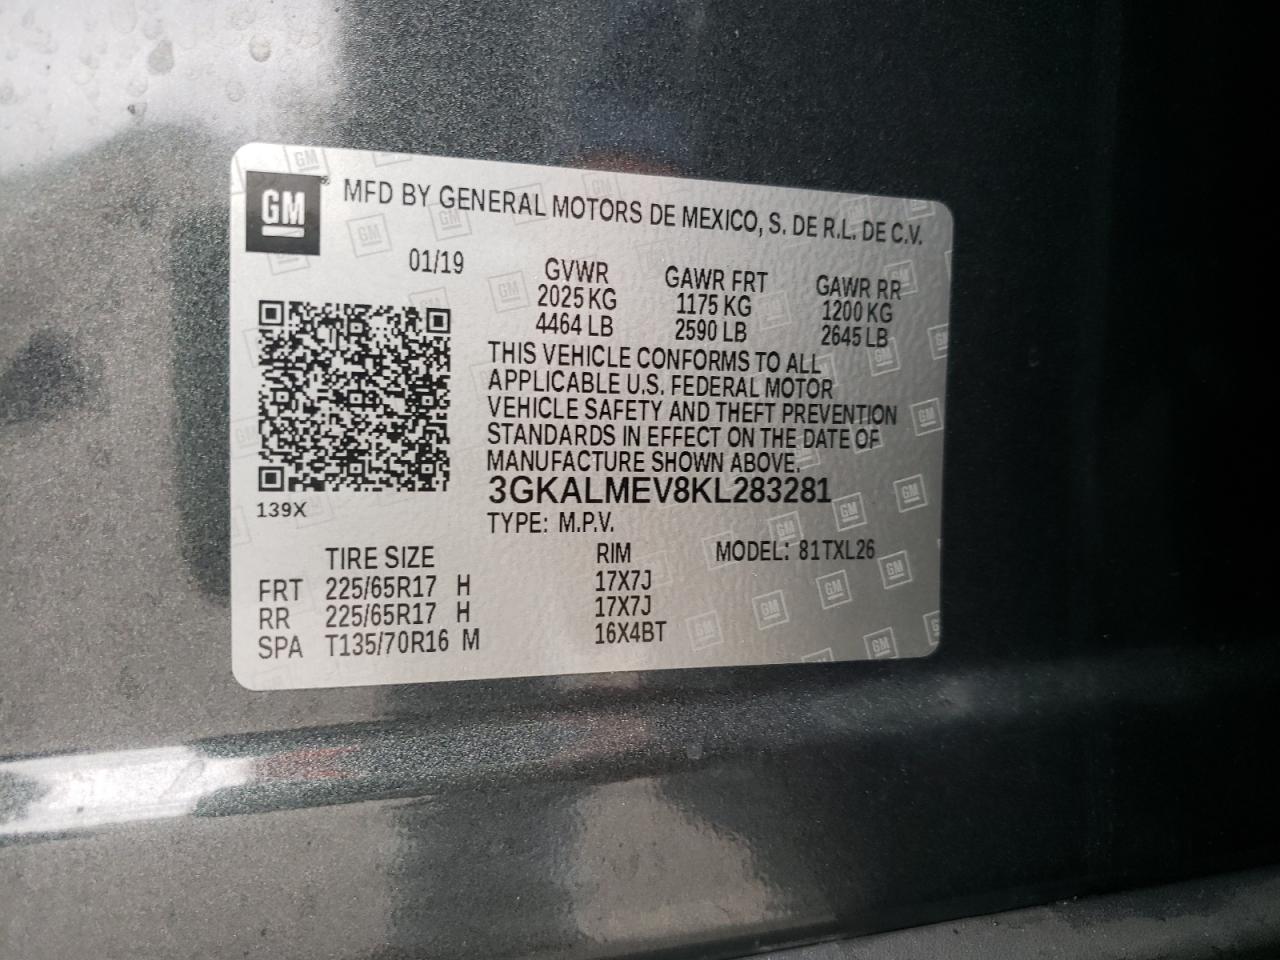 GM MFD BY GENERAL MOTORS DE MEXICO, S. DE R.L. DE C.V.
01/19
GVWR GAWR FRT GAWR RR
2025 KG 1175 KG 1200 KG
4464 LB 2590 LB 2645 LB
THIS VEHICLE CONFORMS TO ALL
APPLICABLE U.S. FEDERAL MOTOR
VEHICLE SAFETY AND THEFT PREVENTION
STANDARDS IN EFFECT ON THE DATE OF
MANUFACTURE SHOWN ABOVE.
3GKALMEV8KL283281
139X
TYPE: M.P.V.
TIRE SIZE RIM MODEL: 81TXL26
FRT 225/65R17 H 17X7J
RR 225/65R17 H 17X7J
SPA T135/70R16 M 16X4BT